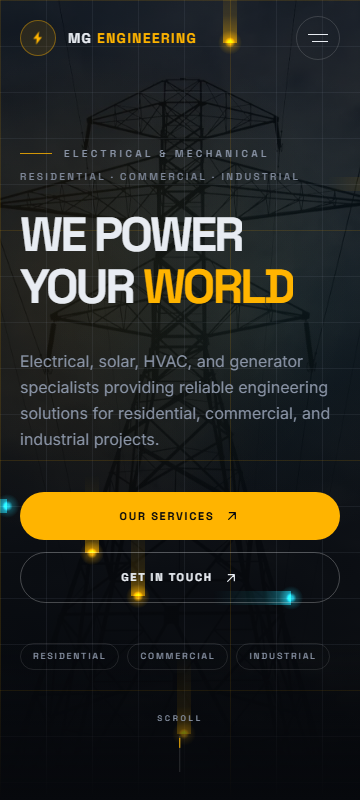 MG ENGINEERING
ELECTRICAL & MECHANICAL
RESIDENTIAL · COMMERCIAL · INDUSTRIAL
WE POWER
YOUR WORLD
Electrical, solar, HVAC, and generator
specialists providing reliable engineering
solutions for residential, commercial, and
industrial projects.
OUR SERVICES
GET IN TOUCH
RESIDENTIAL COMMERCIAL INDUSTRIAL
SCROLL